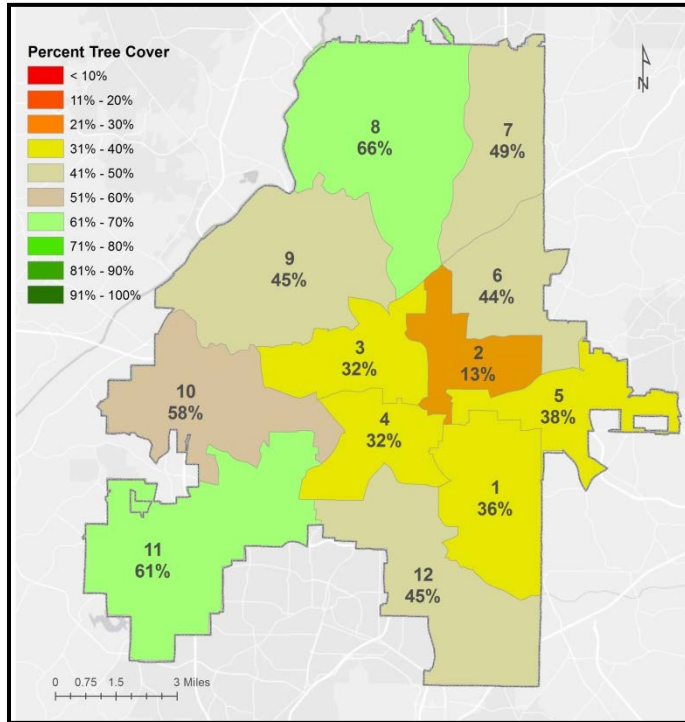 Percent Tree Cover
< 10%
11% - 20%
21% - 30%
31% - 40%
41% - 50%
51% - 60%
61% - 70%
71% - 80%
81% - 90%
91% - 100%
N
8
66%
7
49%
9
45%
6
44%
3
32%
2
13%
10
58%
4
32%
5
38%
1
36%
11
61%
12
45%
0 0.75 1.5 3 Miles